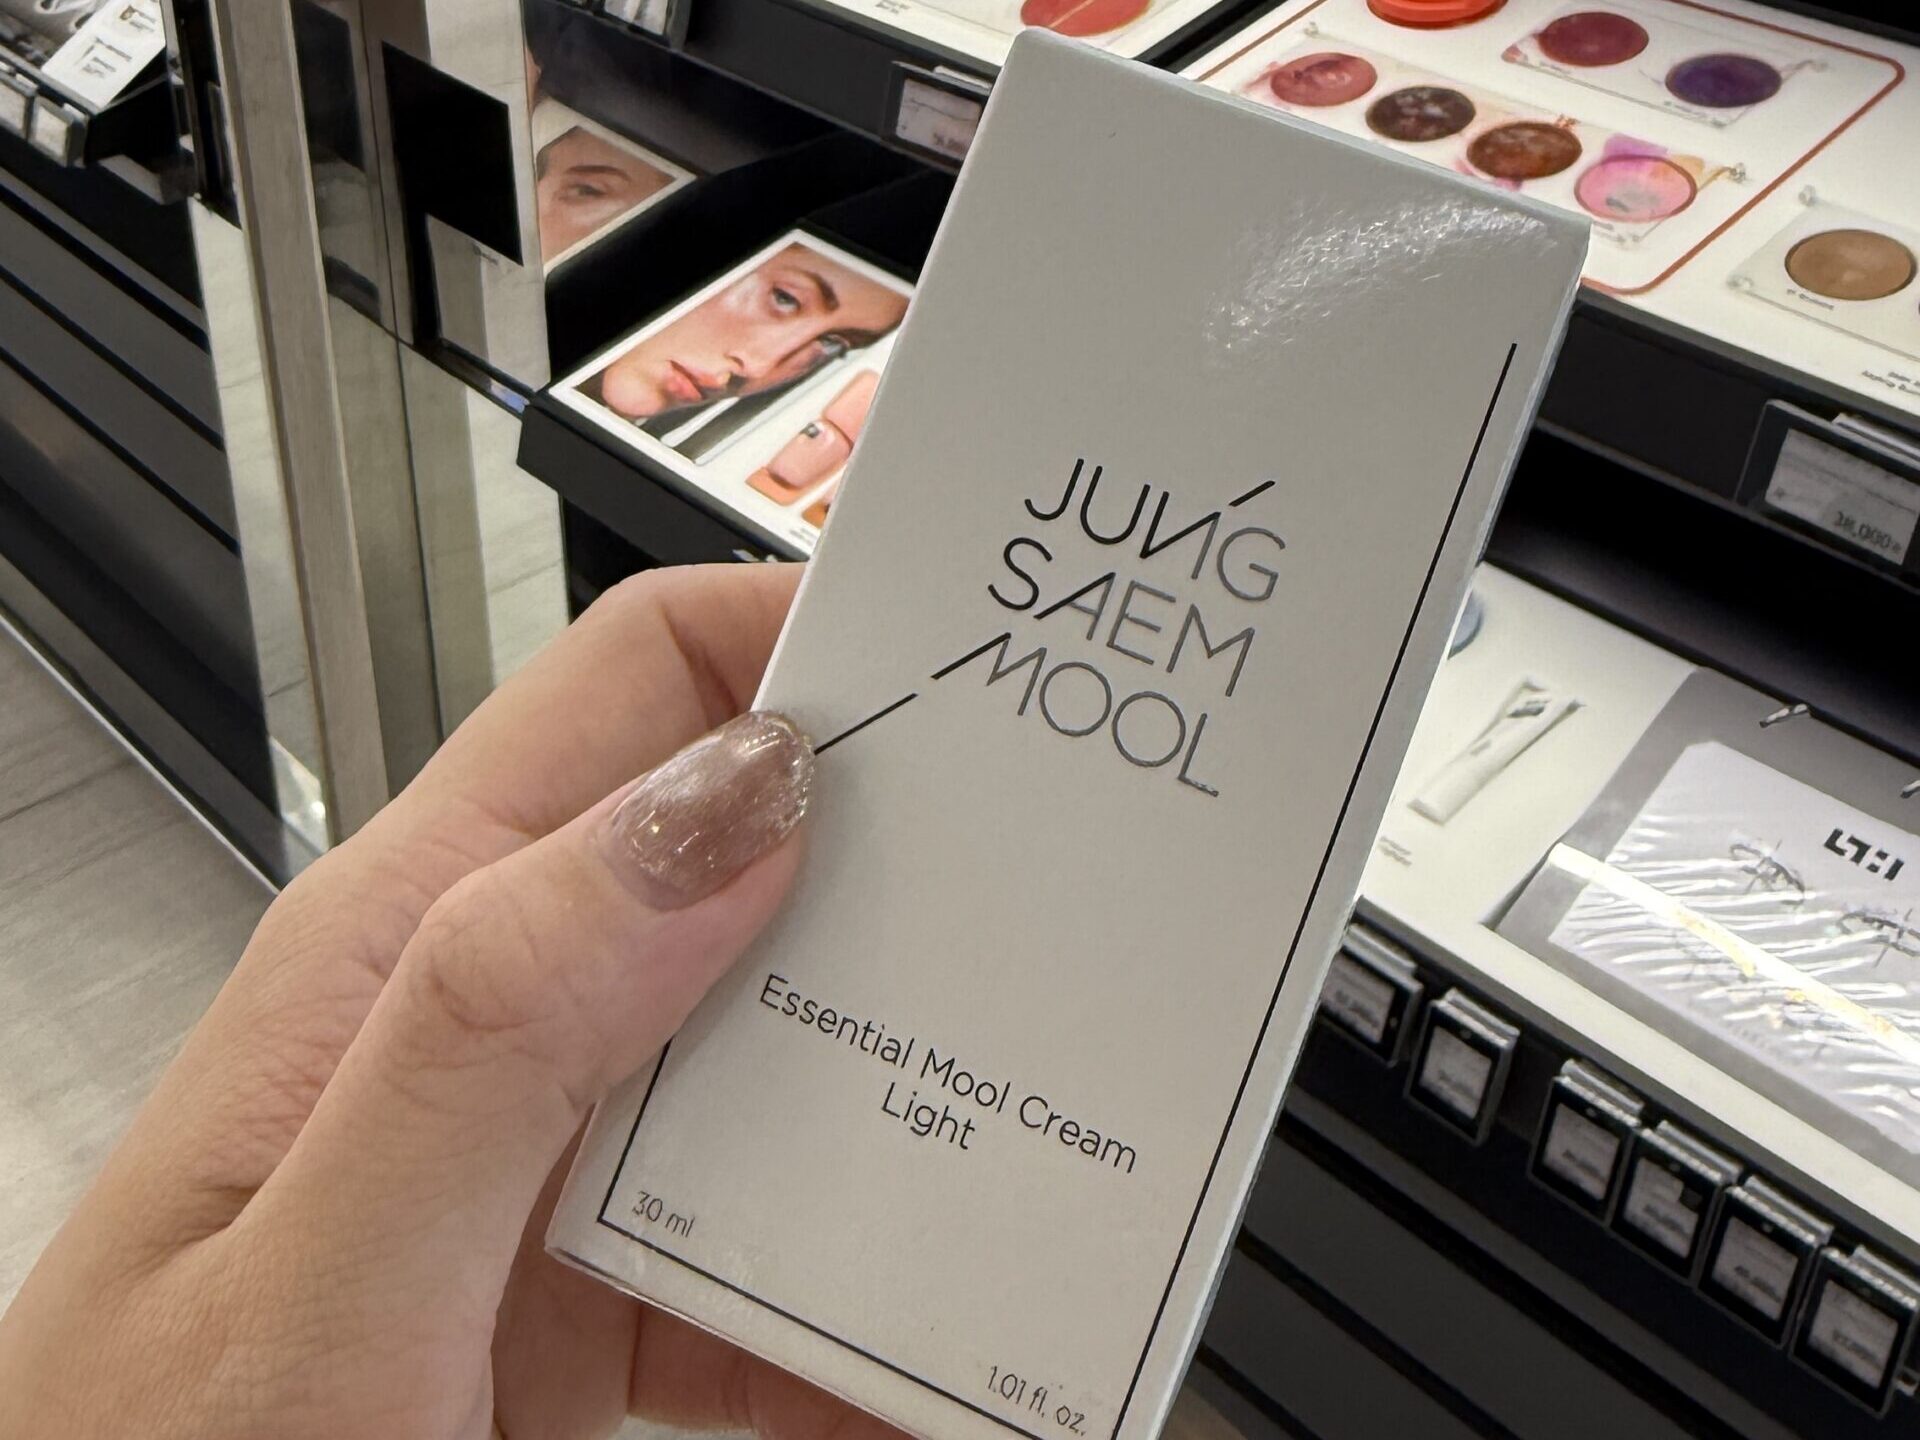 JUNG
SAEM
MOOL
Essential Mool Cream
Light
30 ml
1.01 fl. oz.